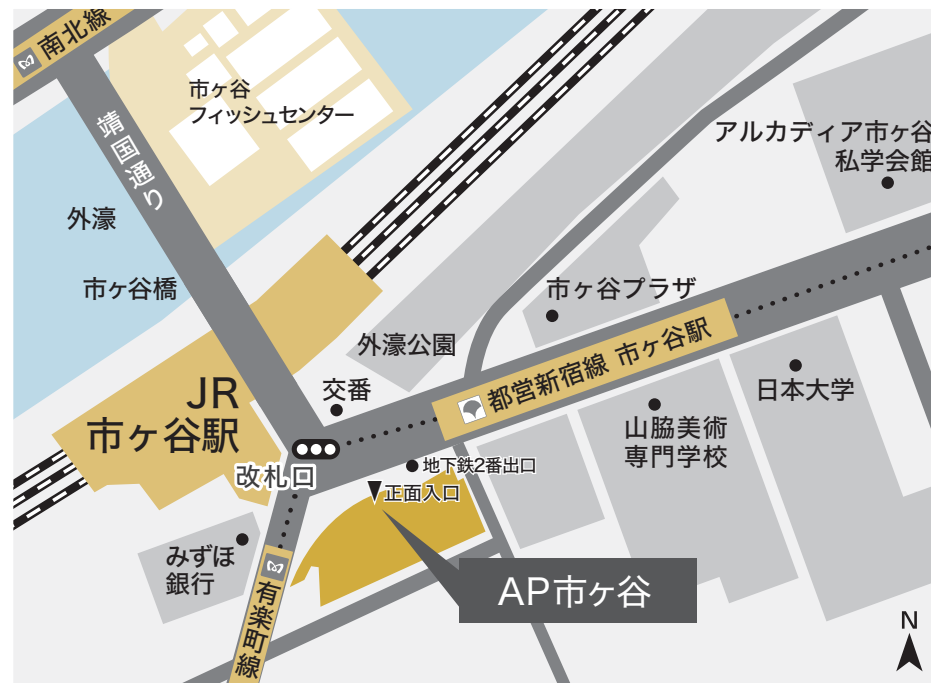 南北線
市ヶ谷
フィッシュセンター
靖国通り
アルカディア市ヶ谷
私学会館
外濠
市ヶ谷橋
市ヶ谷プラザ
外濠公園
都営新宿線 市ヶ谷駅
JR
市ヶ谷駅
交番
日本大学
山脇美術
専門学校
改札口
地下鉄2番出口
正面入口
みずほ
銀行
有楽町線
AP市ヶ谷
N